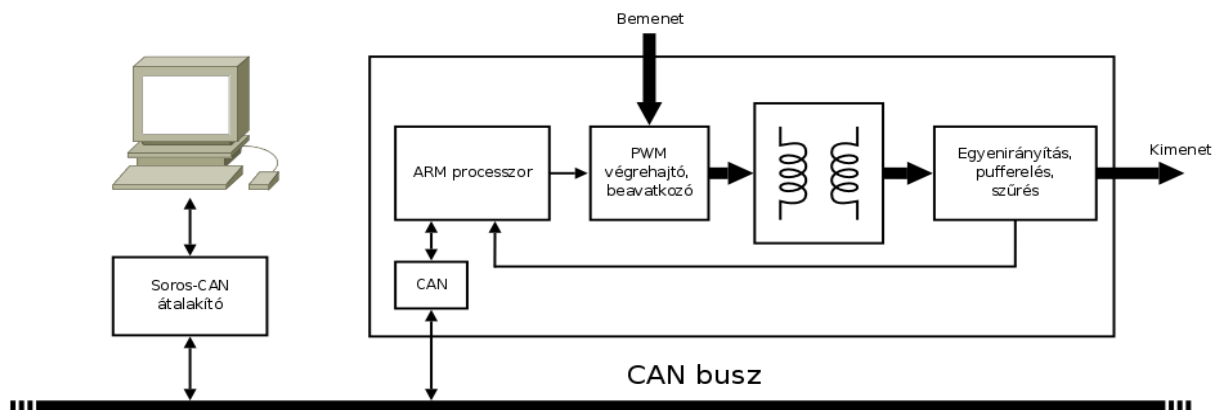 Bemenet
ARM processzor
PWM
végrehajtó,
beavatkozó
Egyenirányítás,
pufferelés,
szűrés
Kimenet
CAN
Soros-CAN
átalakító
CAN busz